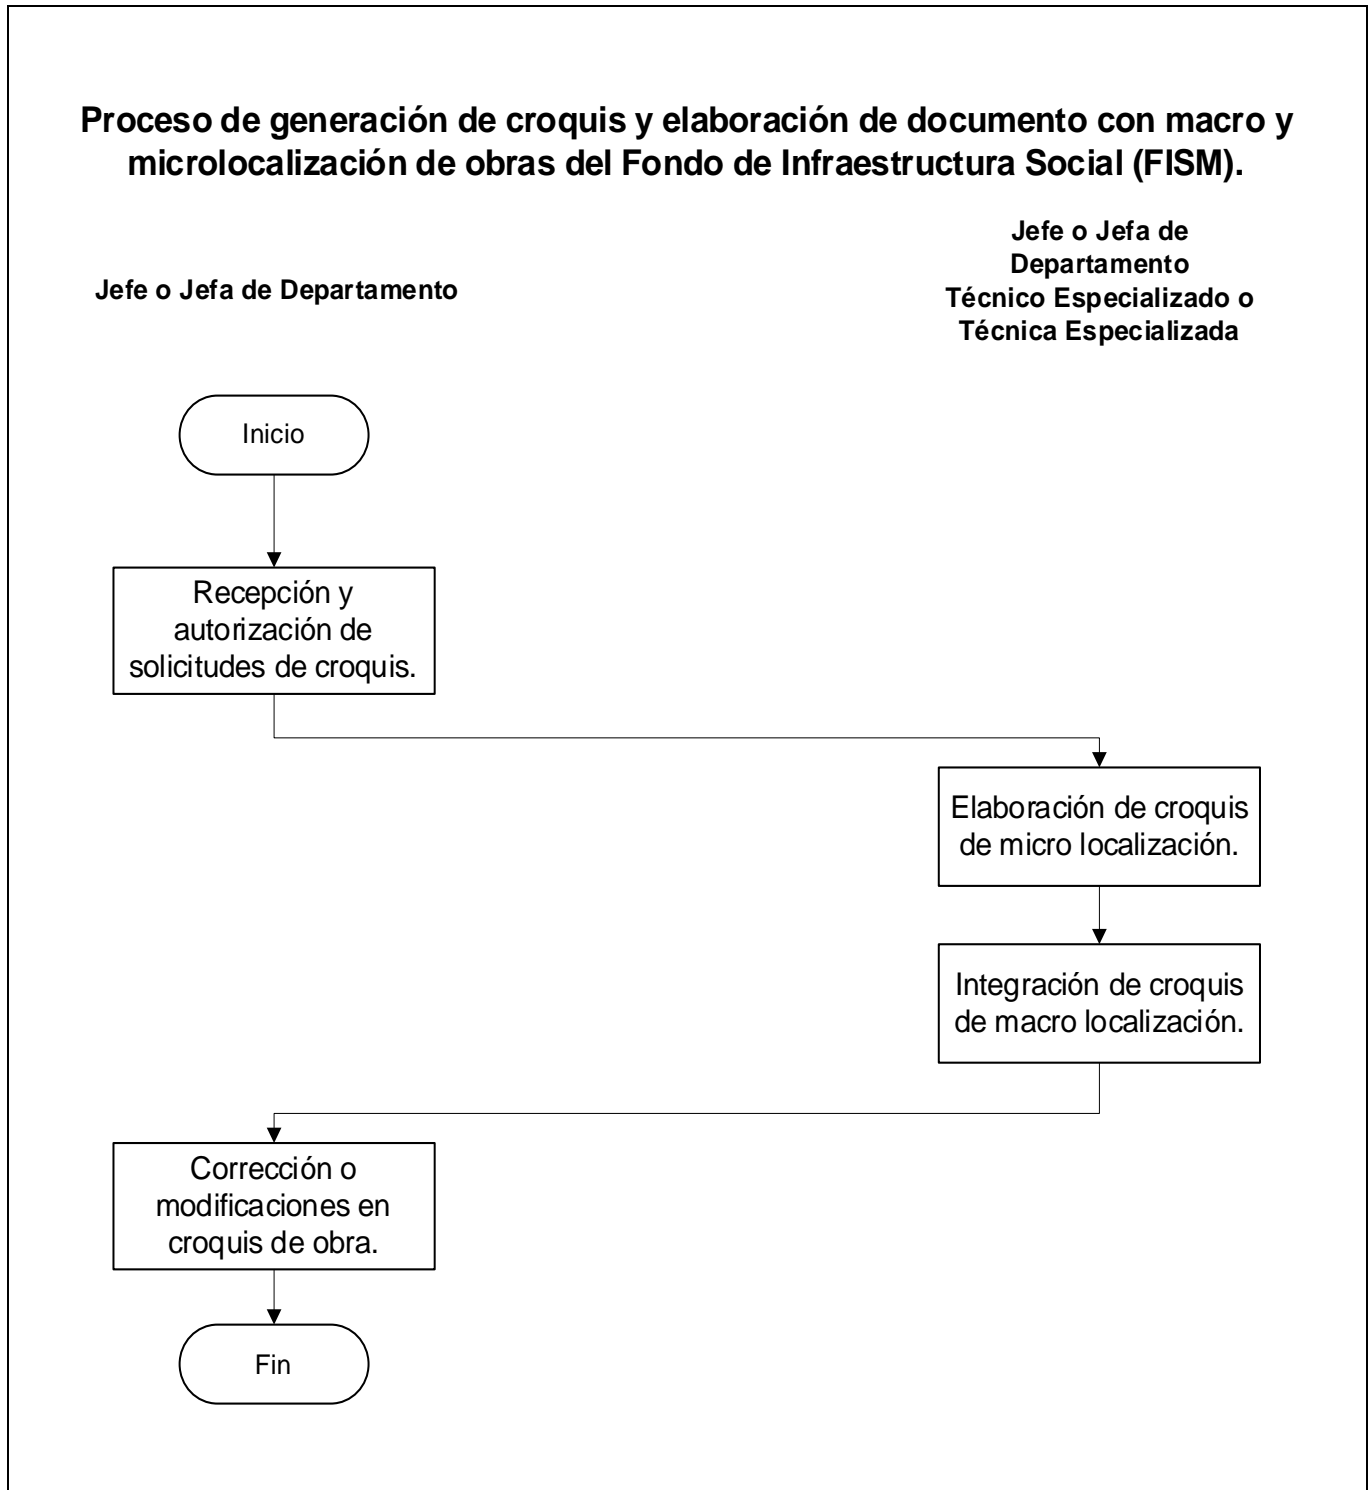 Proceso de generación de croquis y elaboración de documento con macro y
microlocalización de obras del Fondo de Infraestructura Social (FISM).
Jefe o Jefa de Departamento
Jefe o Jefa de
Departamento
Técnico Especializado o
Técnica Especializada
Inicio
Recepción y
autorización de
solicitudes de croquis.
Elaboración de croquis
de micro localización.
Integración de croquis
de macro localización.
Corrección o
modificaciones en
croquis de obra.
Fin